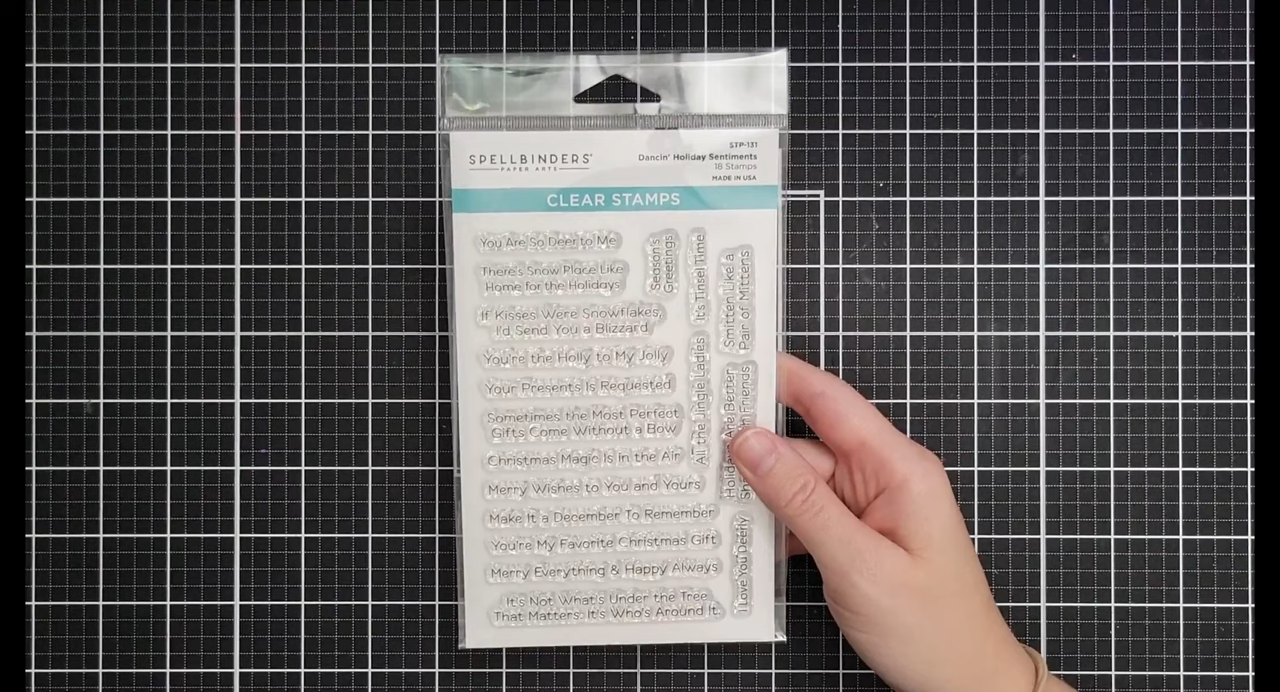 SPELLBINDERS
PAPER ARTS
STP-131
Dancin' Holiday Sentiments
18 Stamps
MADE IN USA
CLEAR STAMPS
You Are So Deer to Me
There's Snow Place Like
Home for the Holidays
If Kisses Were Snowflakes,
I'd Send You a Blizzard
You're the Holly to My Jolly
Your Presents Is Requested
Sometimes the Most Perfect
Gifts Come Without a Bow
Christmas Magic Is in the Air
Merry Wishes to You and Yours
Make It a December To Remember
You're My Favorite Christmas Gift
Merry Everything & Happy Always
It's Not What's Under the Tree
That Matters. It's Who's Around It.
Season's
Greetings
It's Tinsel Time
Smitten Like a
Pair of Mittens
All the Jingle Ladies
Are Better
Friends
I Love You Deerly